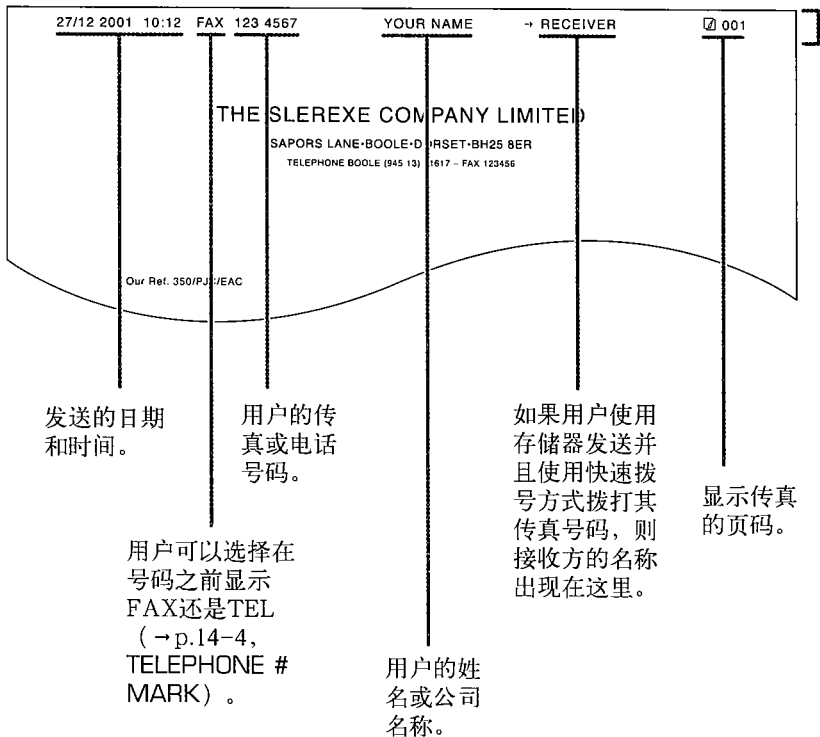 27/12 2001 10:12 FAX 123 4567 YOUR NAME → RECEIVER 001
THE SLEREXE COMPANY LIMITED
SAPORS LANE·BOOLE·DORSET·BH25 8ER
TELEPHONE BOOLE (945 13) 1617 – FAX 123456
Our Ref. 350/PJC/EAC
发送的日期
和时间。
用户可以选择在
号码之前显示
FAX还是TEL
(→p.14-4,
TELEPHONE #
MARK)。
用户的传
真或电话
号码。
用户的姓
名或公司
名称。
如果用户使用
存储器发送并
且使用快速拨
号方式拨打其
传真号码，则
接收方的名称
出现在这里。
显示传真
的页码。